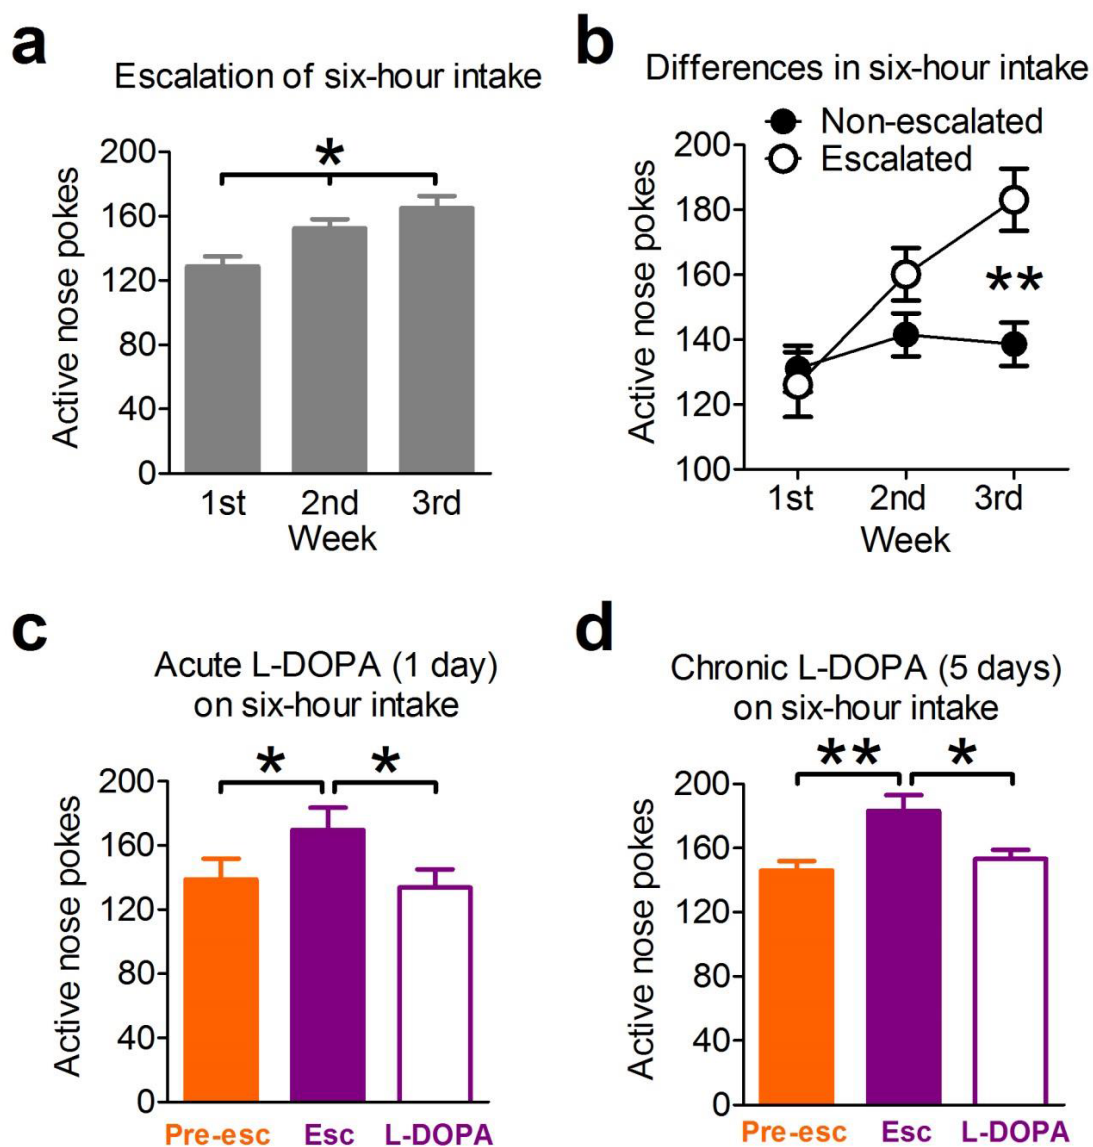 a
Escalation of six-hour intake
Active nose pokes
200
160
120
80
40
0
*
1st 2nd 3rd
Week
b
Differences in six-hour intake
Non-escalated
Escalated
Active nose pokes
200
180
160
140
120
100
**
1st 2nd 3rd
Week
c
Acute L-DOPA (1 day)
on six-hour intake
* *
Active nose pokes
200
160
120
80
40
0
Pre-esc Esc L-DOPA
d
Chronic L-DOPA (5 days)
on six-hour intake
** *
Active nose pokes
200
160
120
80
40
0
Pre-esc Esc L-DOPA